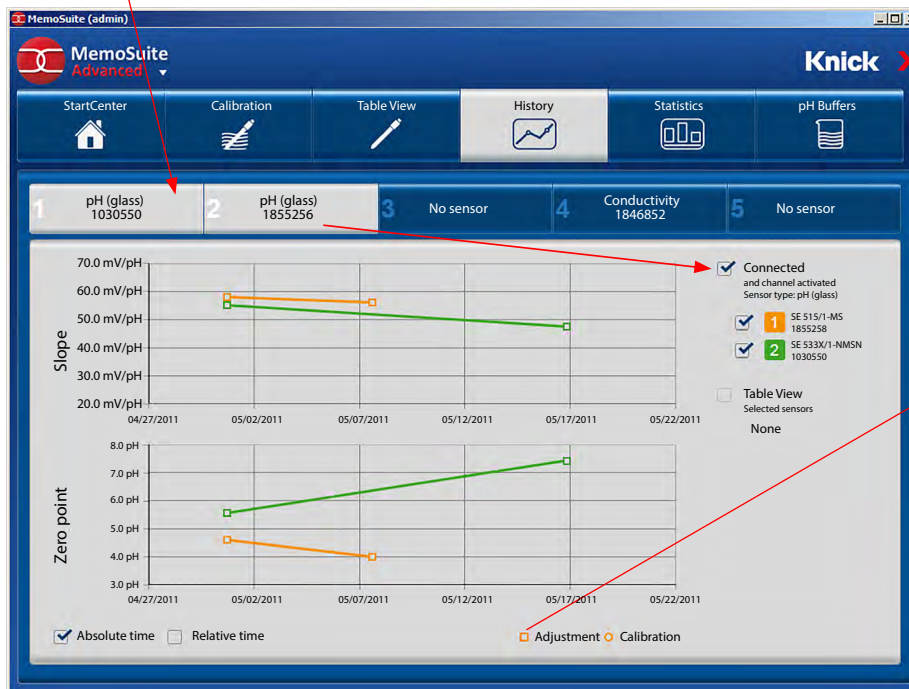 MemoSuite (admin)
MemoSuite
Advanced
Knick
StartCenter
Calibration
Table View
History
Statistics
pH Buffers
1
pH (glass)
1030550
2
pH (glass)
1855256
3
No sensor
4
Conductivity
1846852
5
No sensor
Slope
70.0 mV/pH
60.0 mV/pH
50.0 mV/pH
40.0 mV/pH
30.0 mV/pH
20.0 mV/pH
04/27/2011
05/02/2011
05/07/2011
05/12/2011
05/17/2011
05/22/2011
Connected
and channel activated
Sensor type: pH (glass)
1
SE 515/1-MS
1855258
2
SE 533X/1-NMSN
1030550
Table View
Selected sensors
None
Zero point
8.0 pH
7.0 pH
6.0 pH
5.0 pH
4.0 pH
3.0 pH
04/27/2011
05/02/2011
05/07/2011
05/12/2011
05/17/2011
05/22/2011
Absolute time
Relative time
Adjustment
Calibration